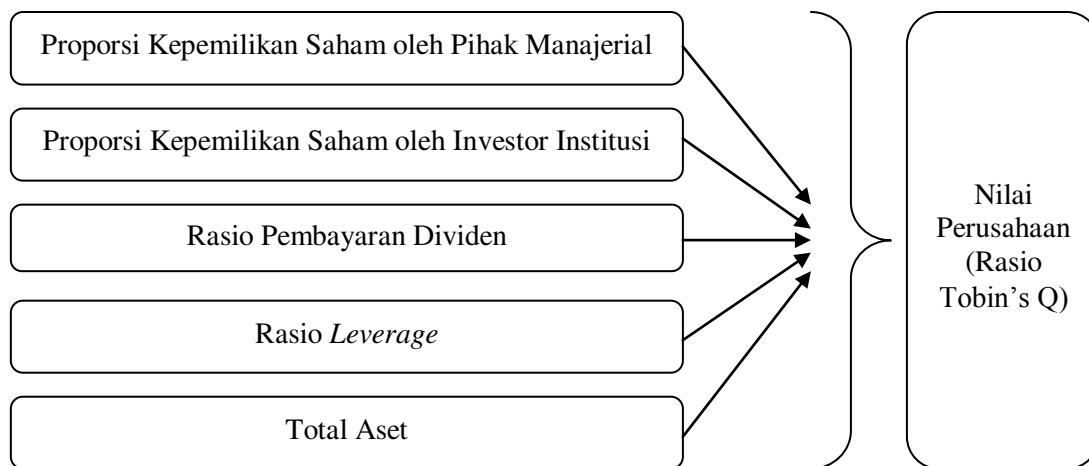 Proporsi Kepemilikan Saham oleh Pihak Manajerial
Proporsi Kepemilikan Saham oleh Investor Institusi
Rasio Pembayaran Dividen
Rasio Leverage
Total Aset
Nilai
Perusahaan
(Rasio
Tobin’s Q)